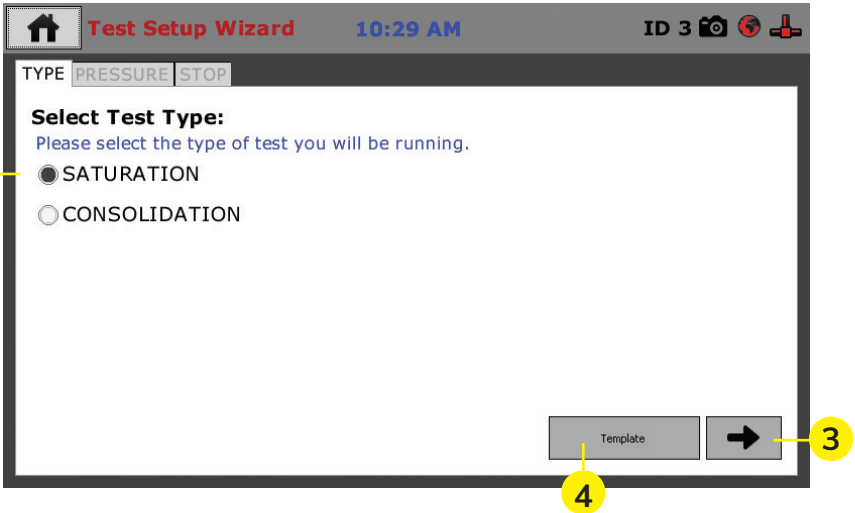 Test Setup Wizard 10:29 AM ID 3
TYPE PRESSURE STOP
Select Test Type:
Please select the type of test you will be running.
SATURATION
CONSOLIDATION
Template 3
4